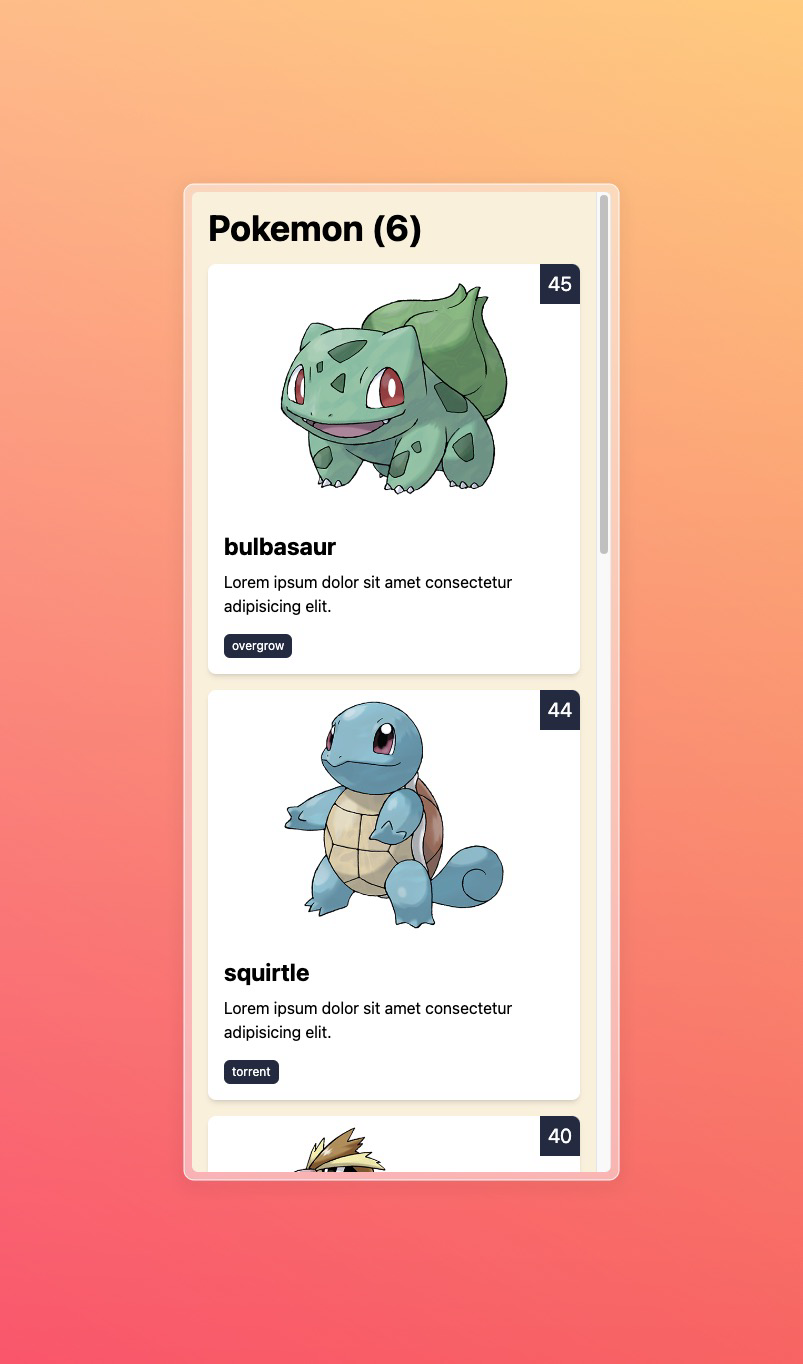 Pokemon (6)
45
bulbasaur
Lorem ipsum dolor sit amet consectetur
adipisicing elit.
overgrow
44
squirtle
Lorem ipsum dolor sit amet consectetur
adipisicing elit.
torrent
40